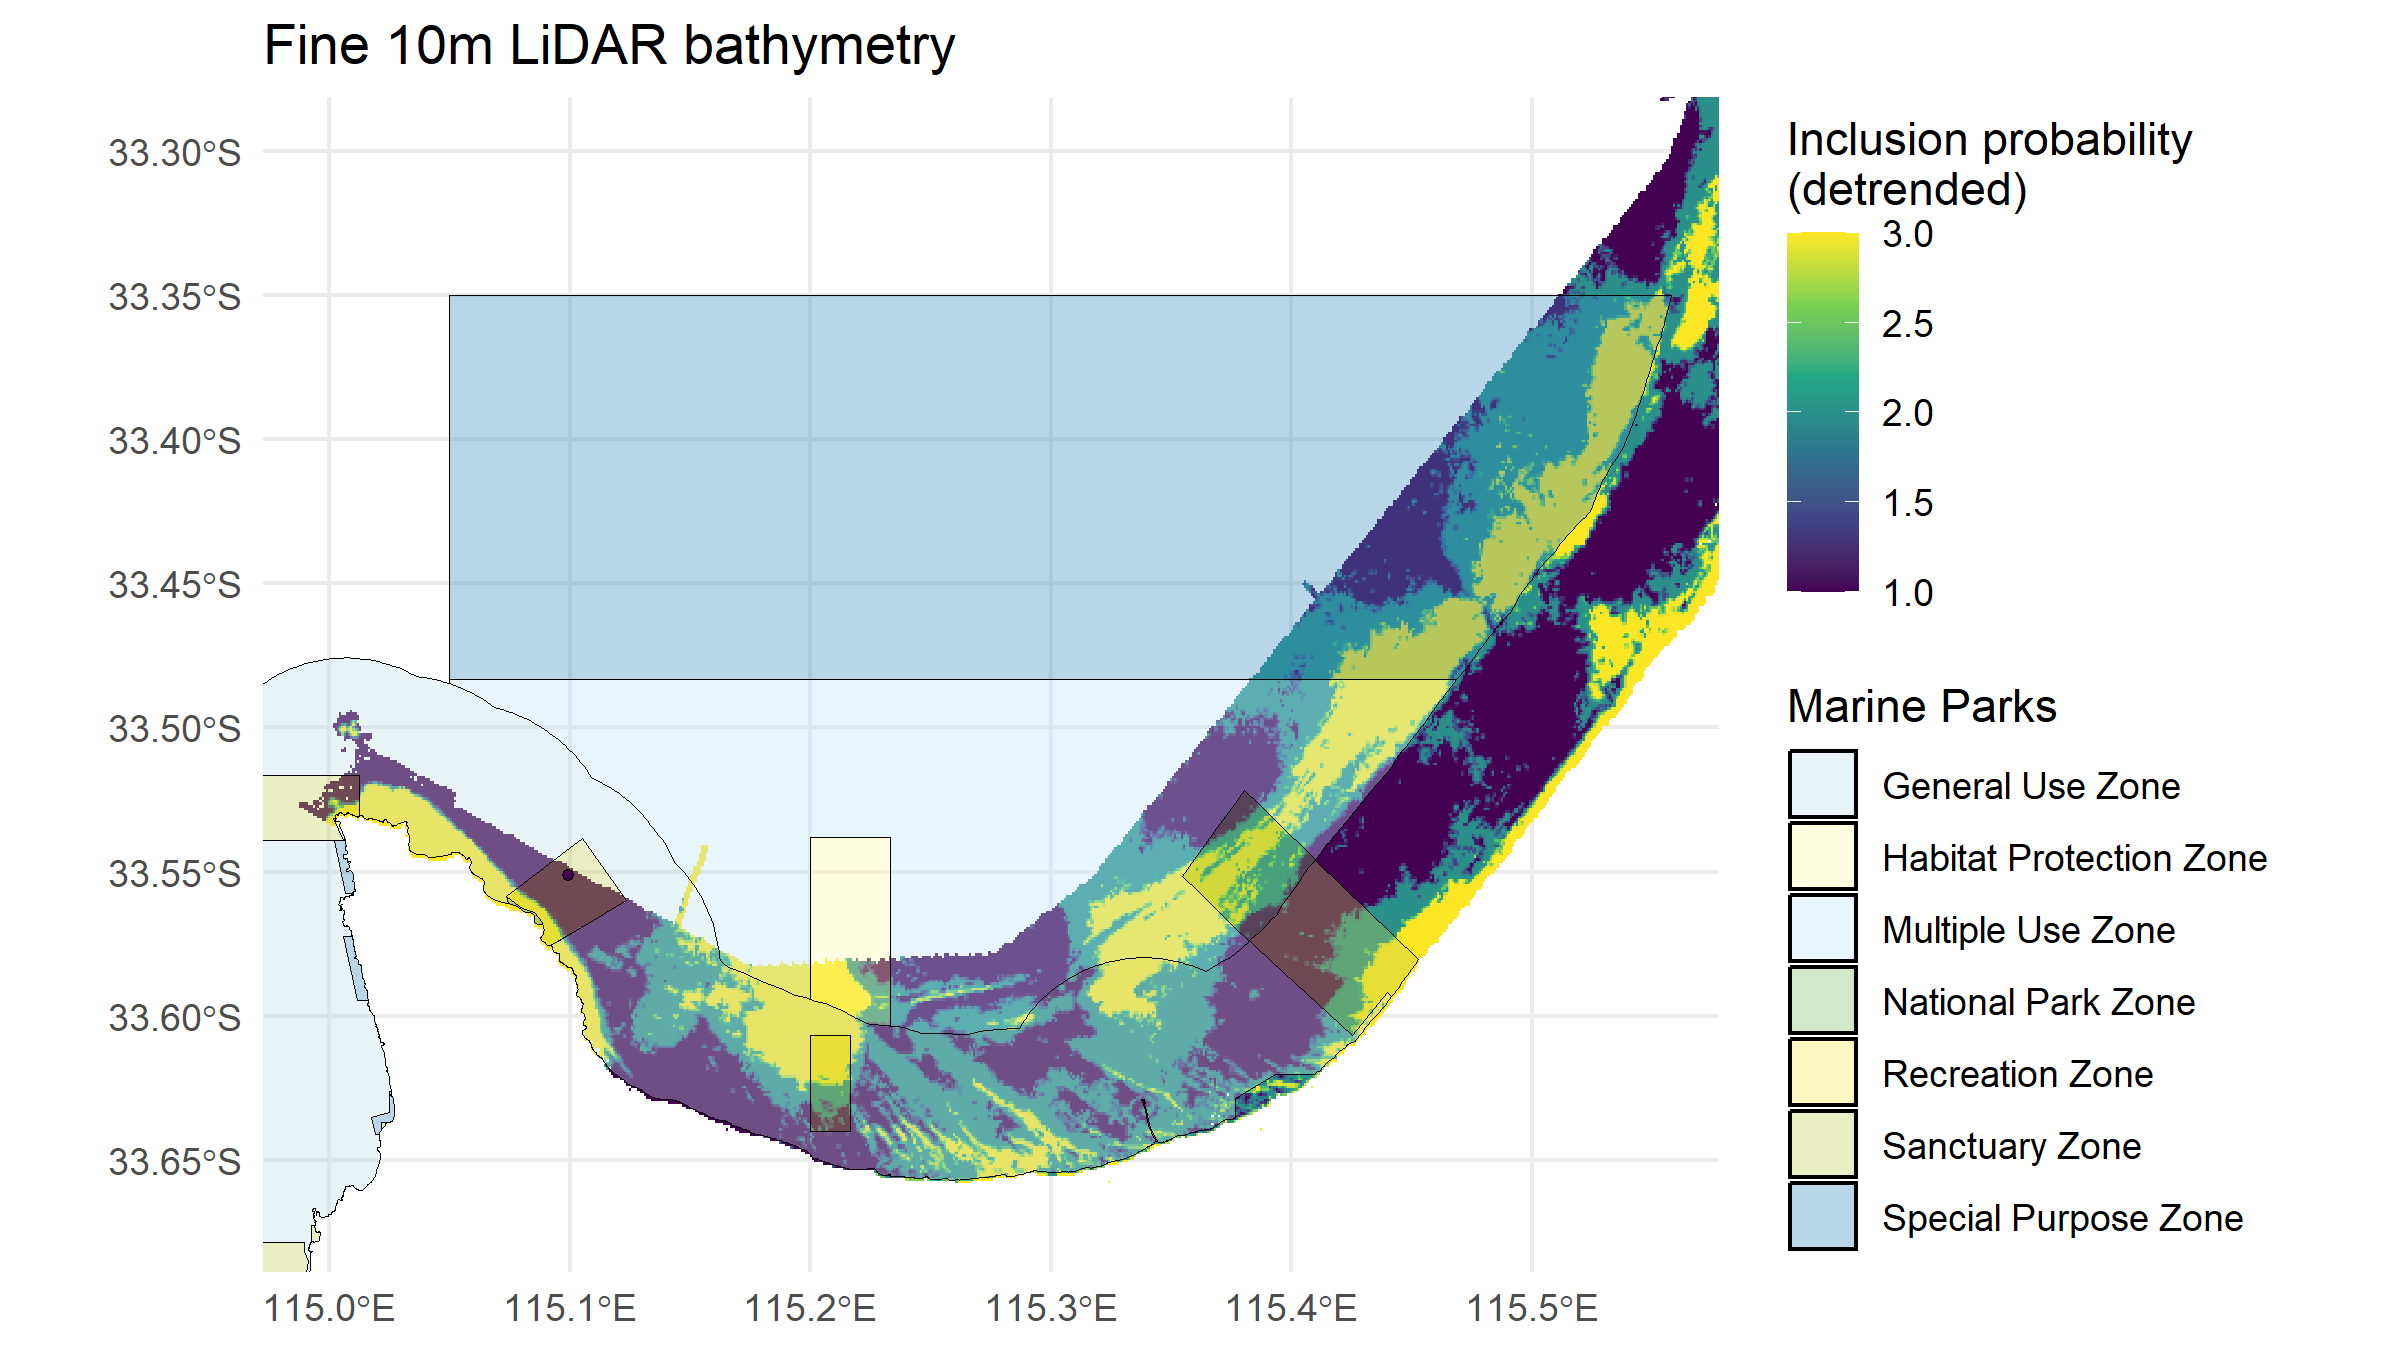 Fine 10m LiDAR bathymetry
33.30°S
33.35°S
33.40°S
33.45°S
33.50°S
33.55°S
33.60°S
33.65°S
115.0°E
115.1°E
115.2°E
115.3°E
115.4°E
115.5°E
Inclusion probability
(detrended)
3.0
2.5
2.0
1.5
1.0
Marine Parks
General Use Zone
Habitat Protection Zone
Multiple Use Zone
National Park Zone
Recreation Zone
Sanctuary Zone
Special Purpose Zone